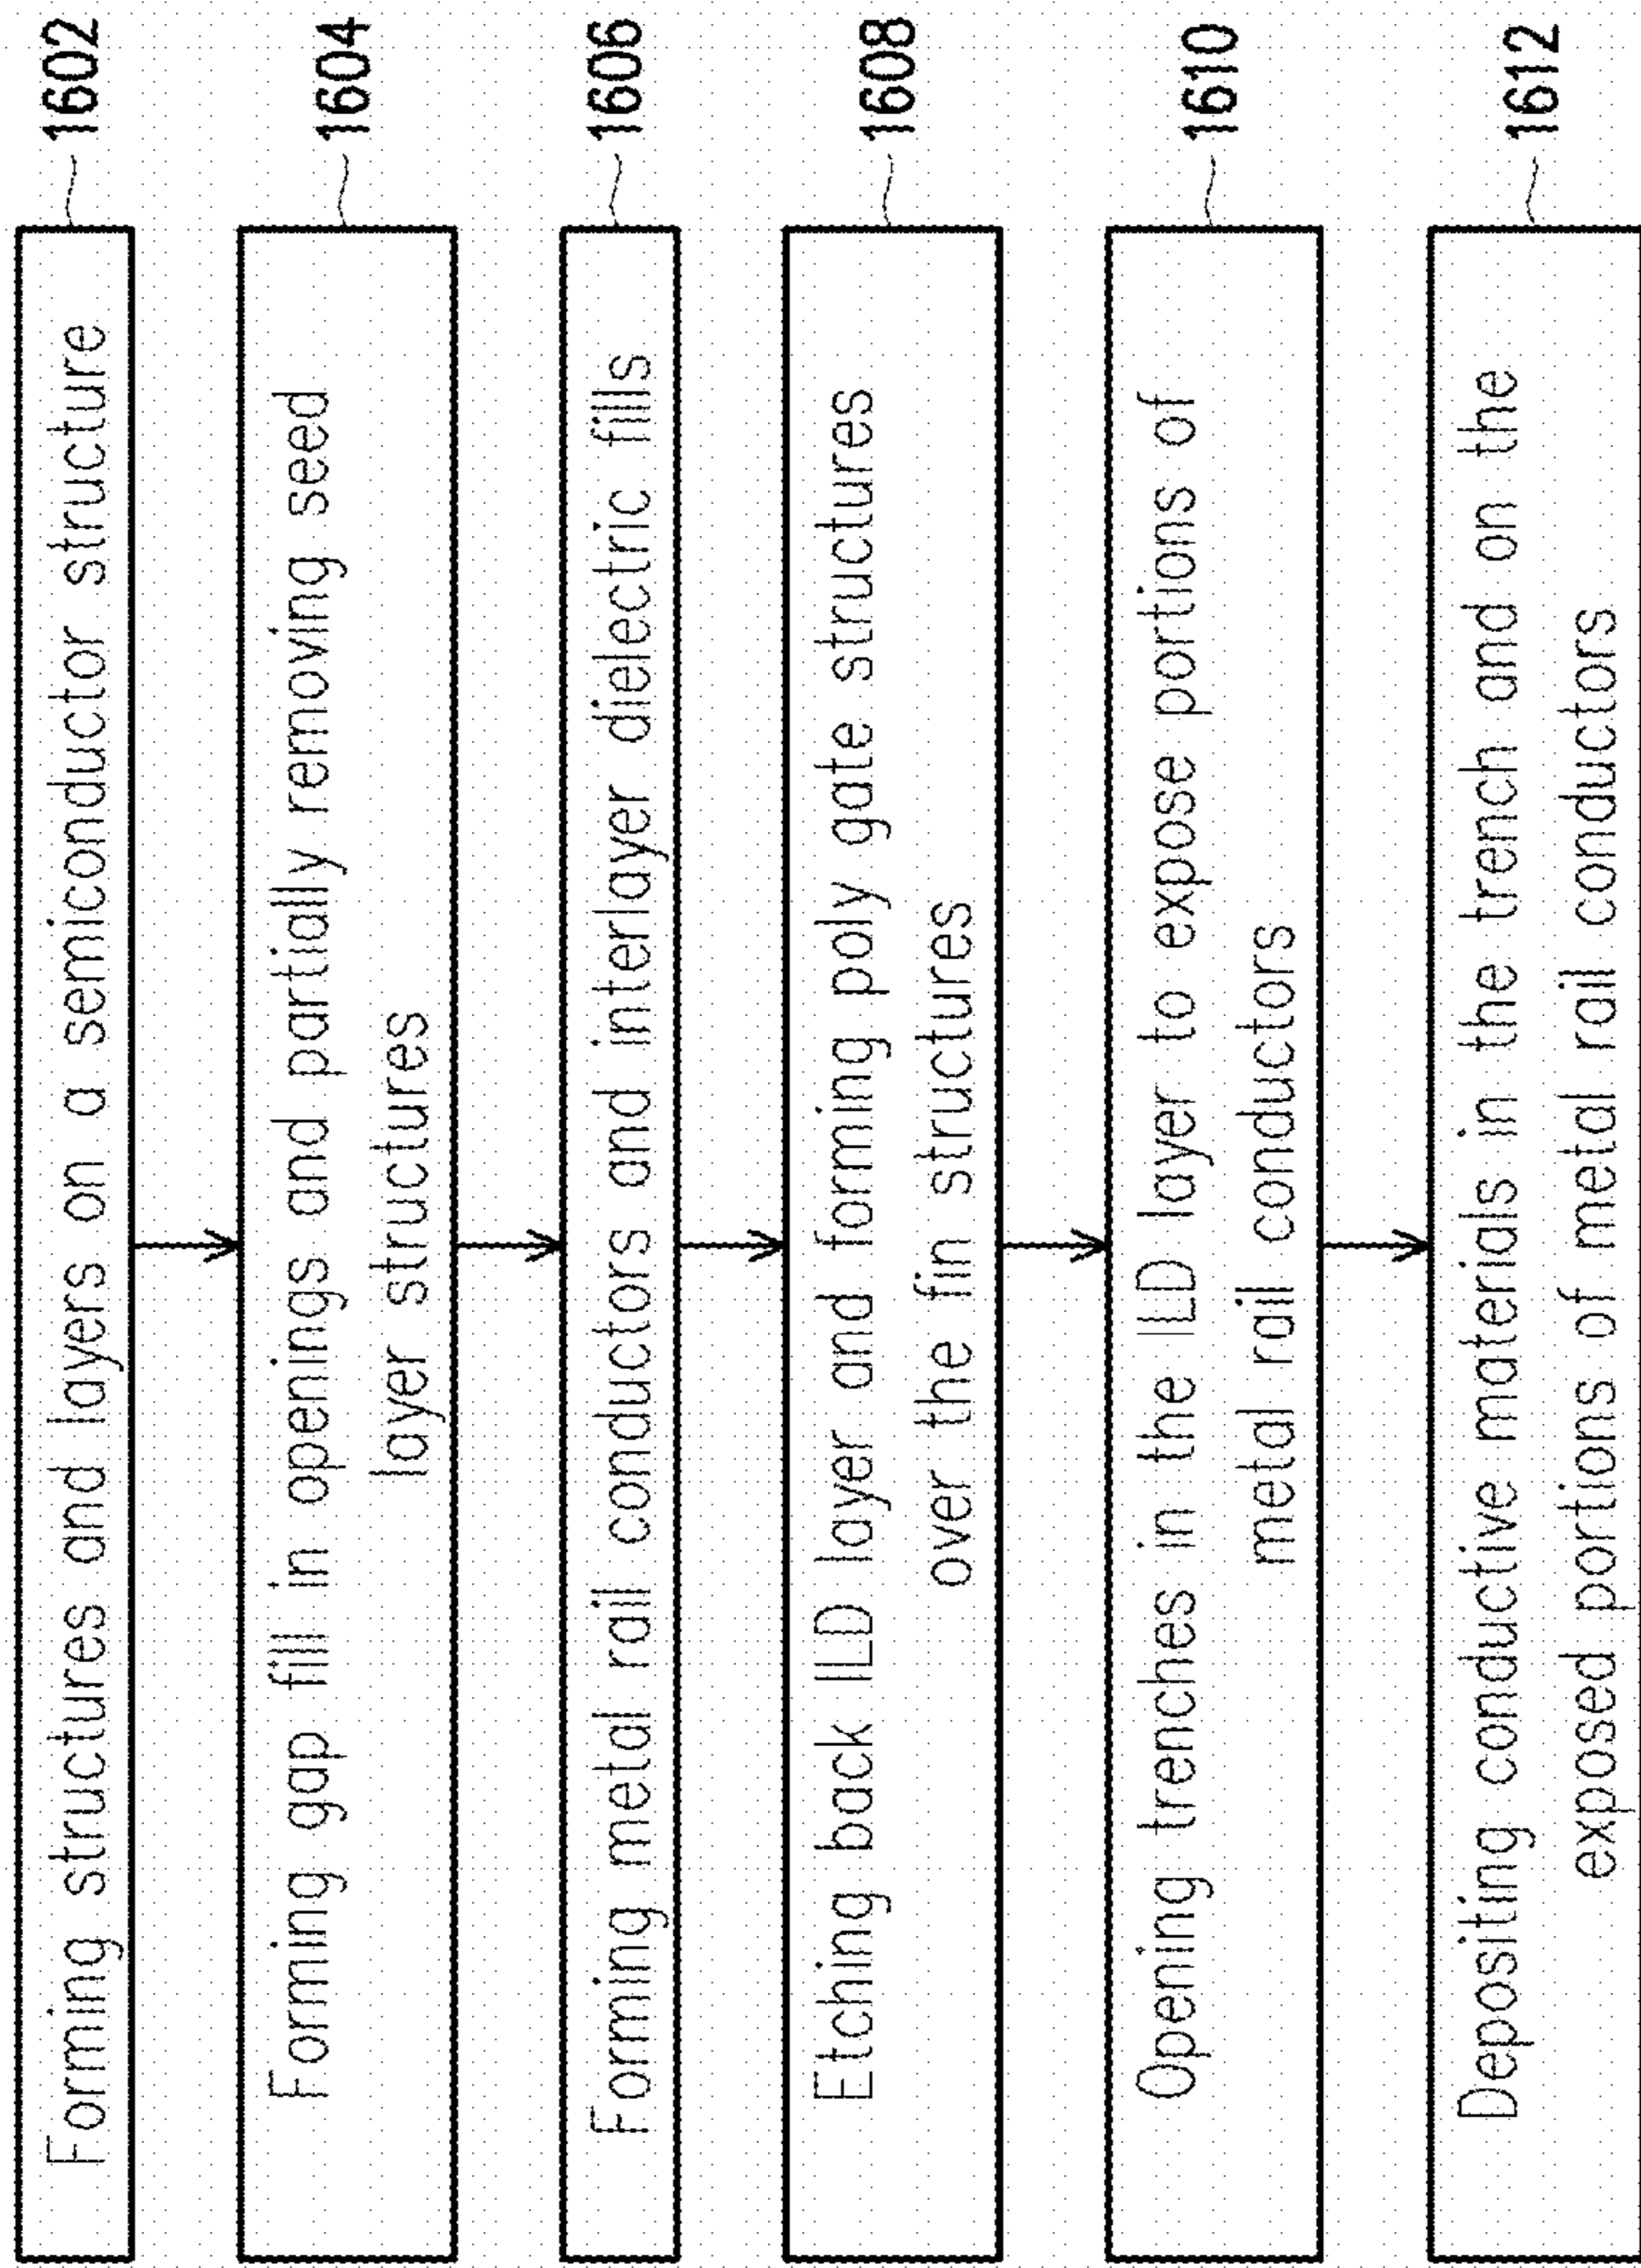 Forming structures and layers on a semiconductor structure
1602
Forming gap fill in openings and partially removing seed
layer structures
1604
Forming metal rail conductors and interlayer dielectric fills
1606
Etching back ILD layer and forming poly gate structures
over the fin structures
1608
Opening trenches in the ILD layer to expose portions of
metal rail conductors
1610
Depositing conductive materials in the trench and on the
exposed portions of metal rail conductors
1612